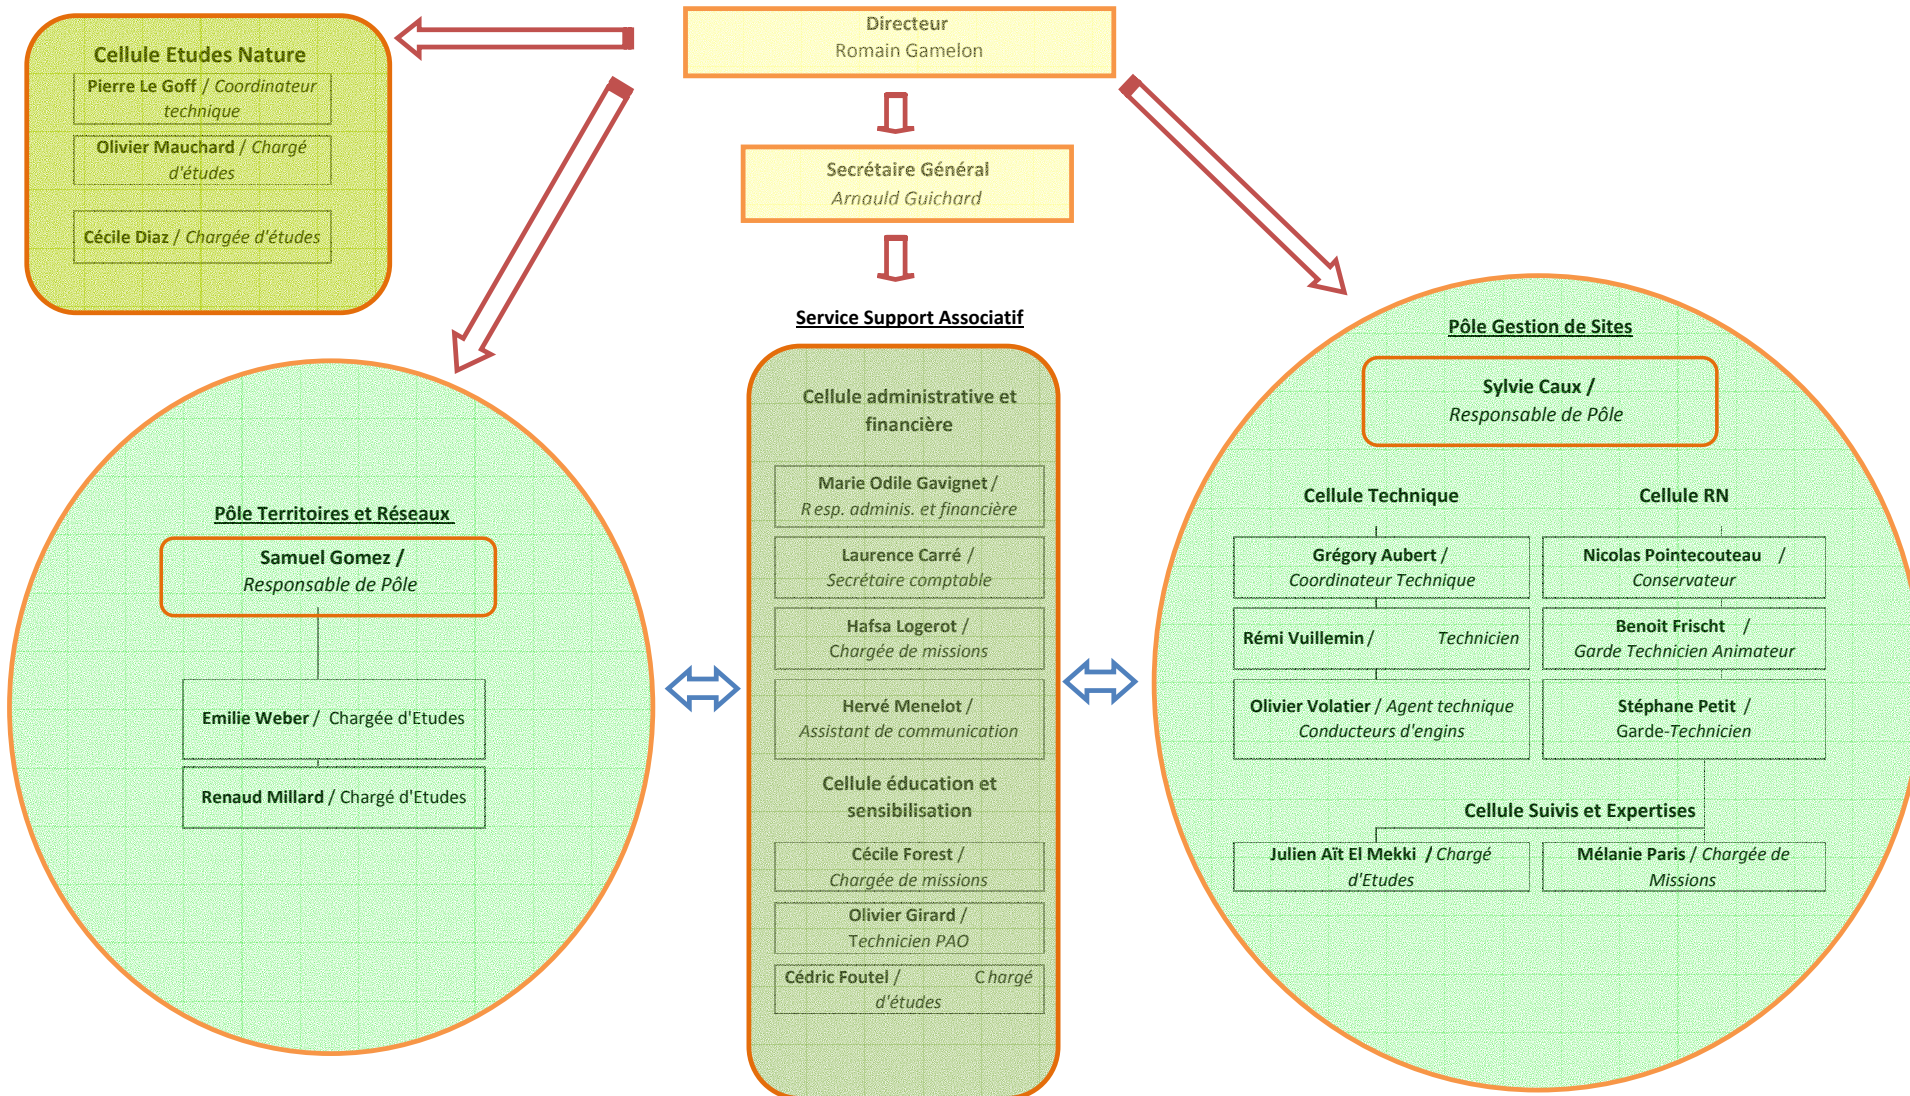 Directeur
Romain Gamelon
Cellule Etudes Nature
Pierre Le Goff / Coordinateur
technique
Olivier Mauchard / Chargé
d'études
Cécile Diaz / Chargée d'études
Secrétaire Général
Arnauld Guichard
Service Support Associatif
Cellule administrative et
financière
Marie Odile Gavignet /
Resp. adminis. et financière
Laurence Carré /
Secrétaire comptable
Hafsa Logerot /
Chargée de missions
Hervé Menelot /
Assistant de communication
Cellule éducation et
sensibilisation
Cécile Forest /
Chargée de missions
Olivier Girard /
Technicien PAO
Cédric Foutel / Chargé
d'études
Pôle Territoires et Réseaux
Samuel Gomez /
Responsable de Pôle
Emilie Weber / Chargée d'Etudes
Renaud Millard / Chargé d'Etudes
Pôle Gestion de Sites
Sylvie Caux /
Responsable de Pôle
Cellule Technique
Grégory Aubert /
Coordinateur Technique
Rémi Vuillemin / Technicien
Olivier Volatier / Agent technique
Conducteurs d'engins
Cellule RN
Nicolas Pointecouteau /
Conservateur
Benoit Frischt /
Garde Technicien Animateur
Stéphane Petit /
Garde-Technicien
Cellule Suivis et Expertises
Julien Aït El Mekki / Chargé
d'Etudes
Mélanie Paris / Chargée de
Missions